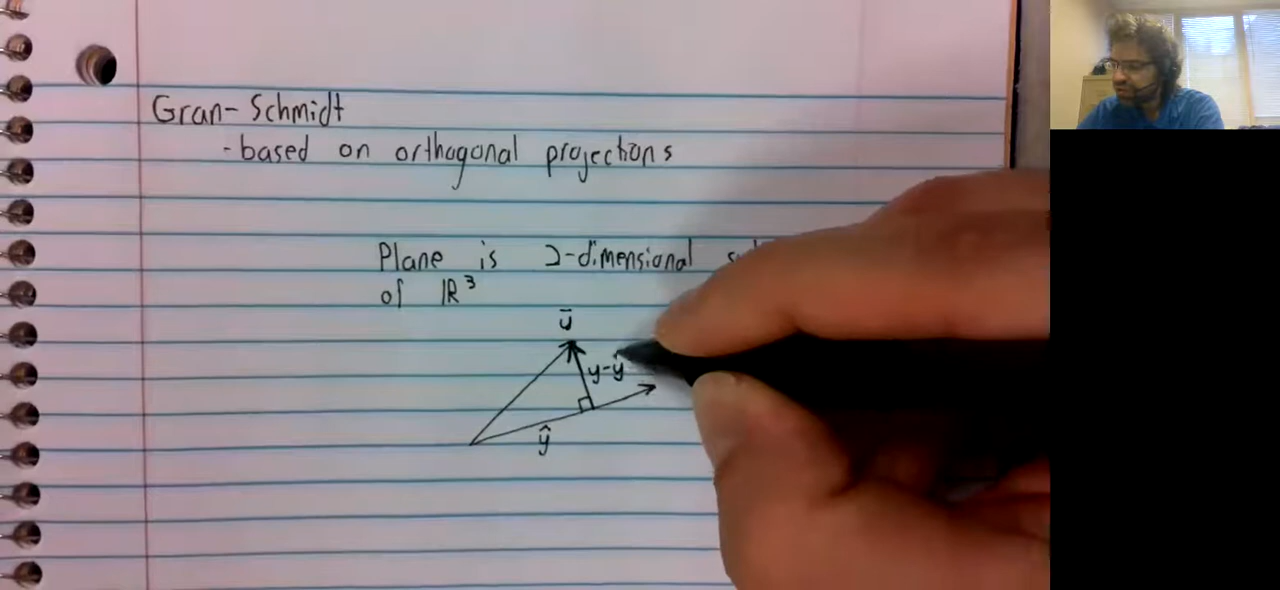 Gran-Schmidt
-based on orthogonal projections
Plane is 2-dimensional
of ℝ³
ū
y-ŷ
ŷ